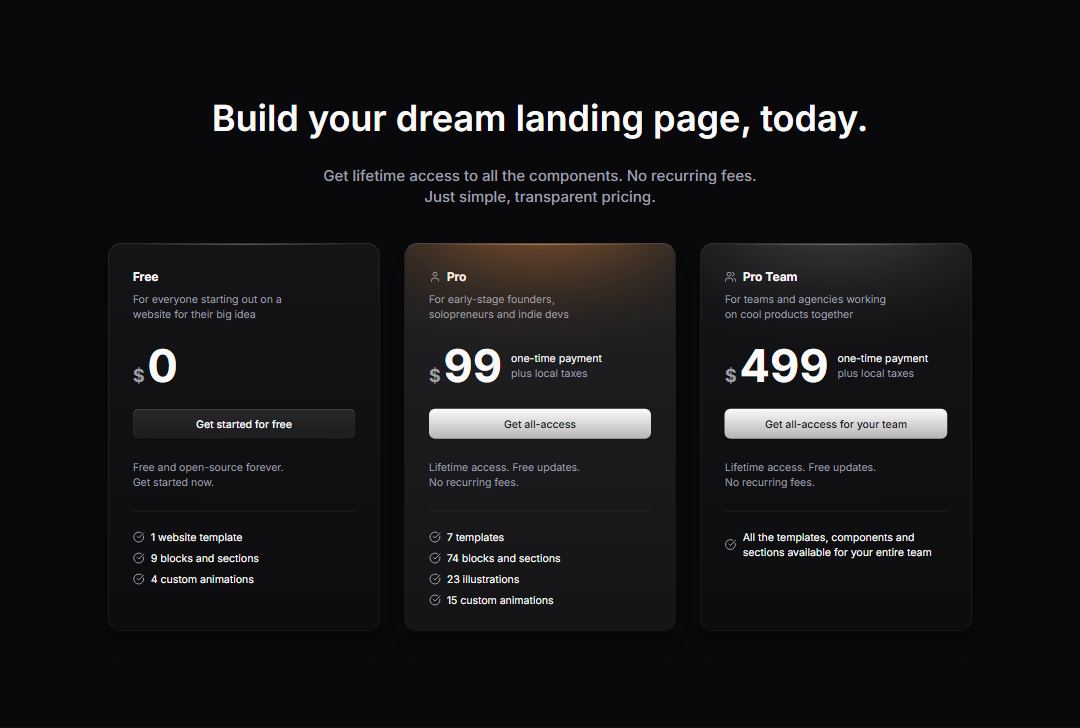 Build your dream landing page, today.
Get lifetime access to all the components. No recurring fees.
Just simple, transparent pricing.
Free
For everyone starting out on a
website for their big idea
$0
Get started for free
Free and open-source forever.
Get started now.
1 website template
9 blocks and sections
4 custom animations
Pro
For early-stage founders,
solopreneurs and indie devs
$99
one-time payment
plus local taxes
Get all-access
Lifetime access. Free updates.
No recurring fees.
7 templates
74 blocks and sections
23 illustrations
15 custom animations
Pro Team
For teams and agencies working
on cool products together
$499
one-time payment
plus local taxes
Get all-access for your team
Lifetime access. Free updates.
No recurring fees.
All the templates, components and
sections available for your entire team